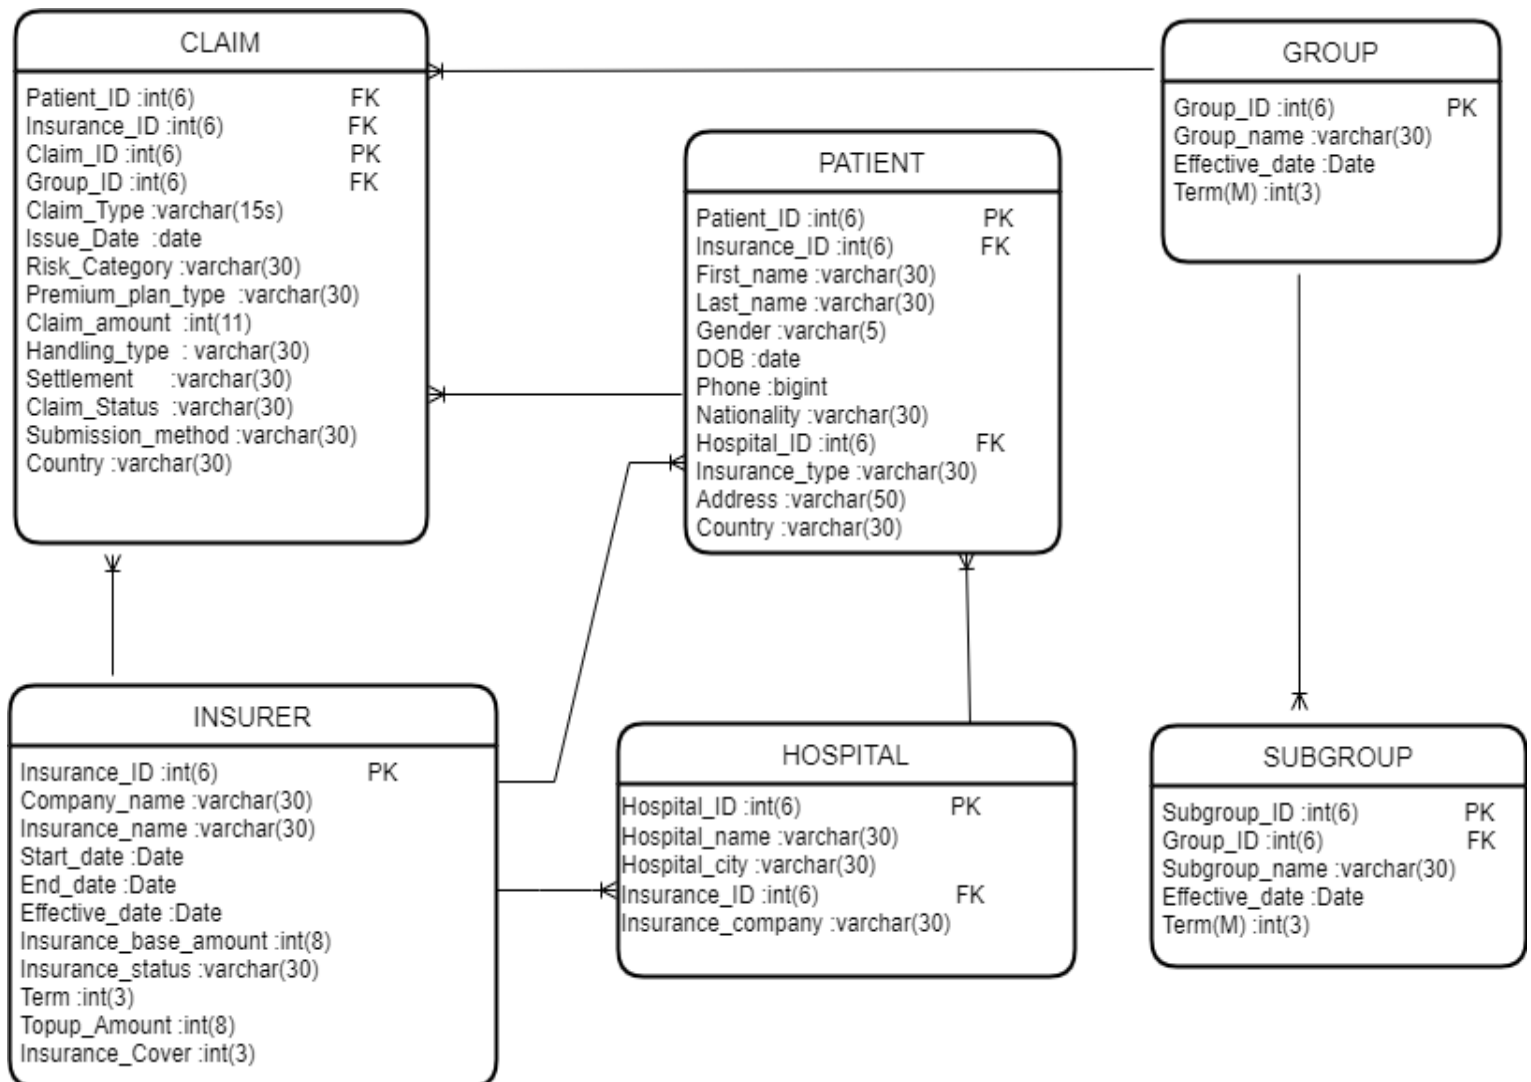 CLAIM
Patient_ID :int(6) FK
Insurance_ID :int(6) FK
Claim_ID :int(6) PK
Group_ID :int(6) FK
Claim_Type :varchar(15s)
Issue_Date :date
Risk_Category :varchar(30)
Premium_plan_type :varchar(30)
Claim_amount :int(11)
Handling_type : varchar(30)
Settlement :varchar(30)
Claim_Status :varchar(30)
Submission_method :varchar(30)
Country :varchar(30)
GROUP
Group_ID :int(6) PK
Group_name :varchar(30)
Effective_date :Date
Term(M) :int(3)
PATIENT
Patient_ID :int(6) PK
Insurance_ID :int(6) FK
First_name :varchar(30)
Last_name :varchar(30)
Gender :varchar(5)
DOB :date
Phone :bigint
Nationality :varchar(30)
Hospital_ID :int(6) FK
Insurance_type :varchar(30)
Address :varchar(50)
Country :varchar(30)
INSURER
Insurance_ID :int(6) PK
Company_name :varchar(30)
Insurance_name :varchar(30)
Start_date :Date
End_date :Date
Effective_date :Date
Insurance_base_amount :int(8)
Insurance_status :varchar(30)
Term :int(3)
Topup_Amount :int(8)
Insurance_Cover :int(3)
HOSPITAL
Hospital_ID :int(6) PK
Hospital_name :varchar(30)
Hospital_city :varchar(30)
Insurance_ID :int(6) FK
Insurance_company :varchar(30)
SUBGROUP
Subgroup_ID :int(6) PK
Group_ID :int(6) FK
Subgroup_name :varchar(30)
Effective_date :Date
Term(M) :int(3)